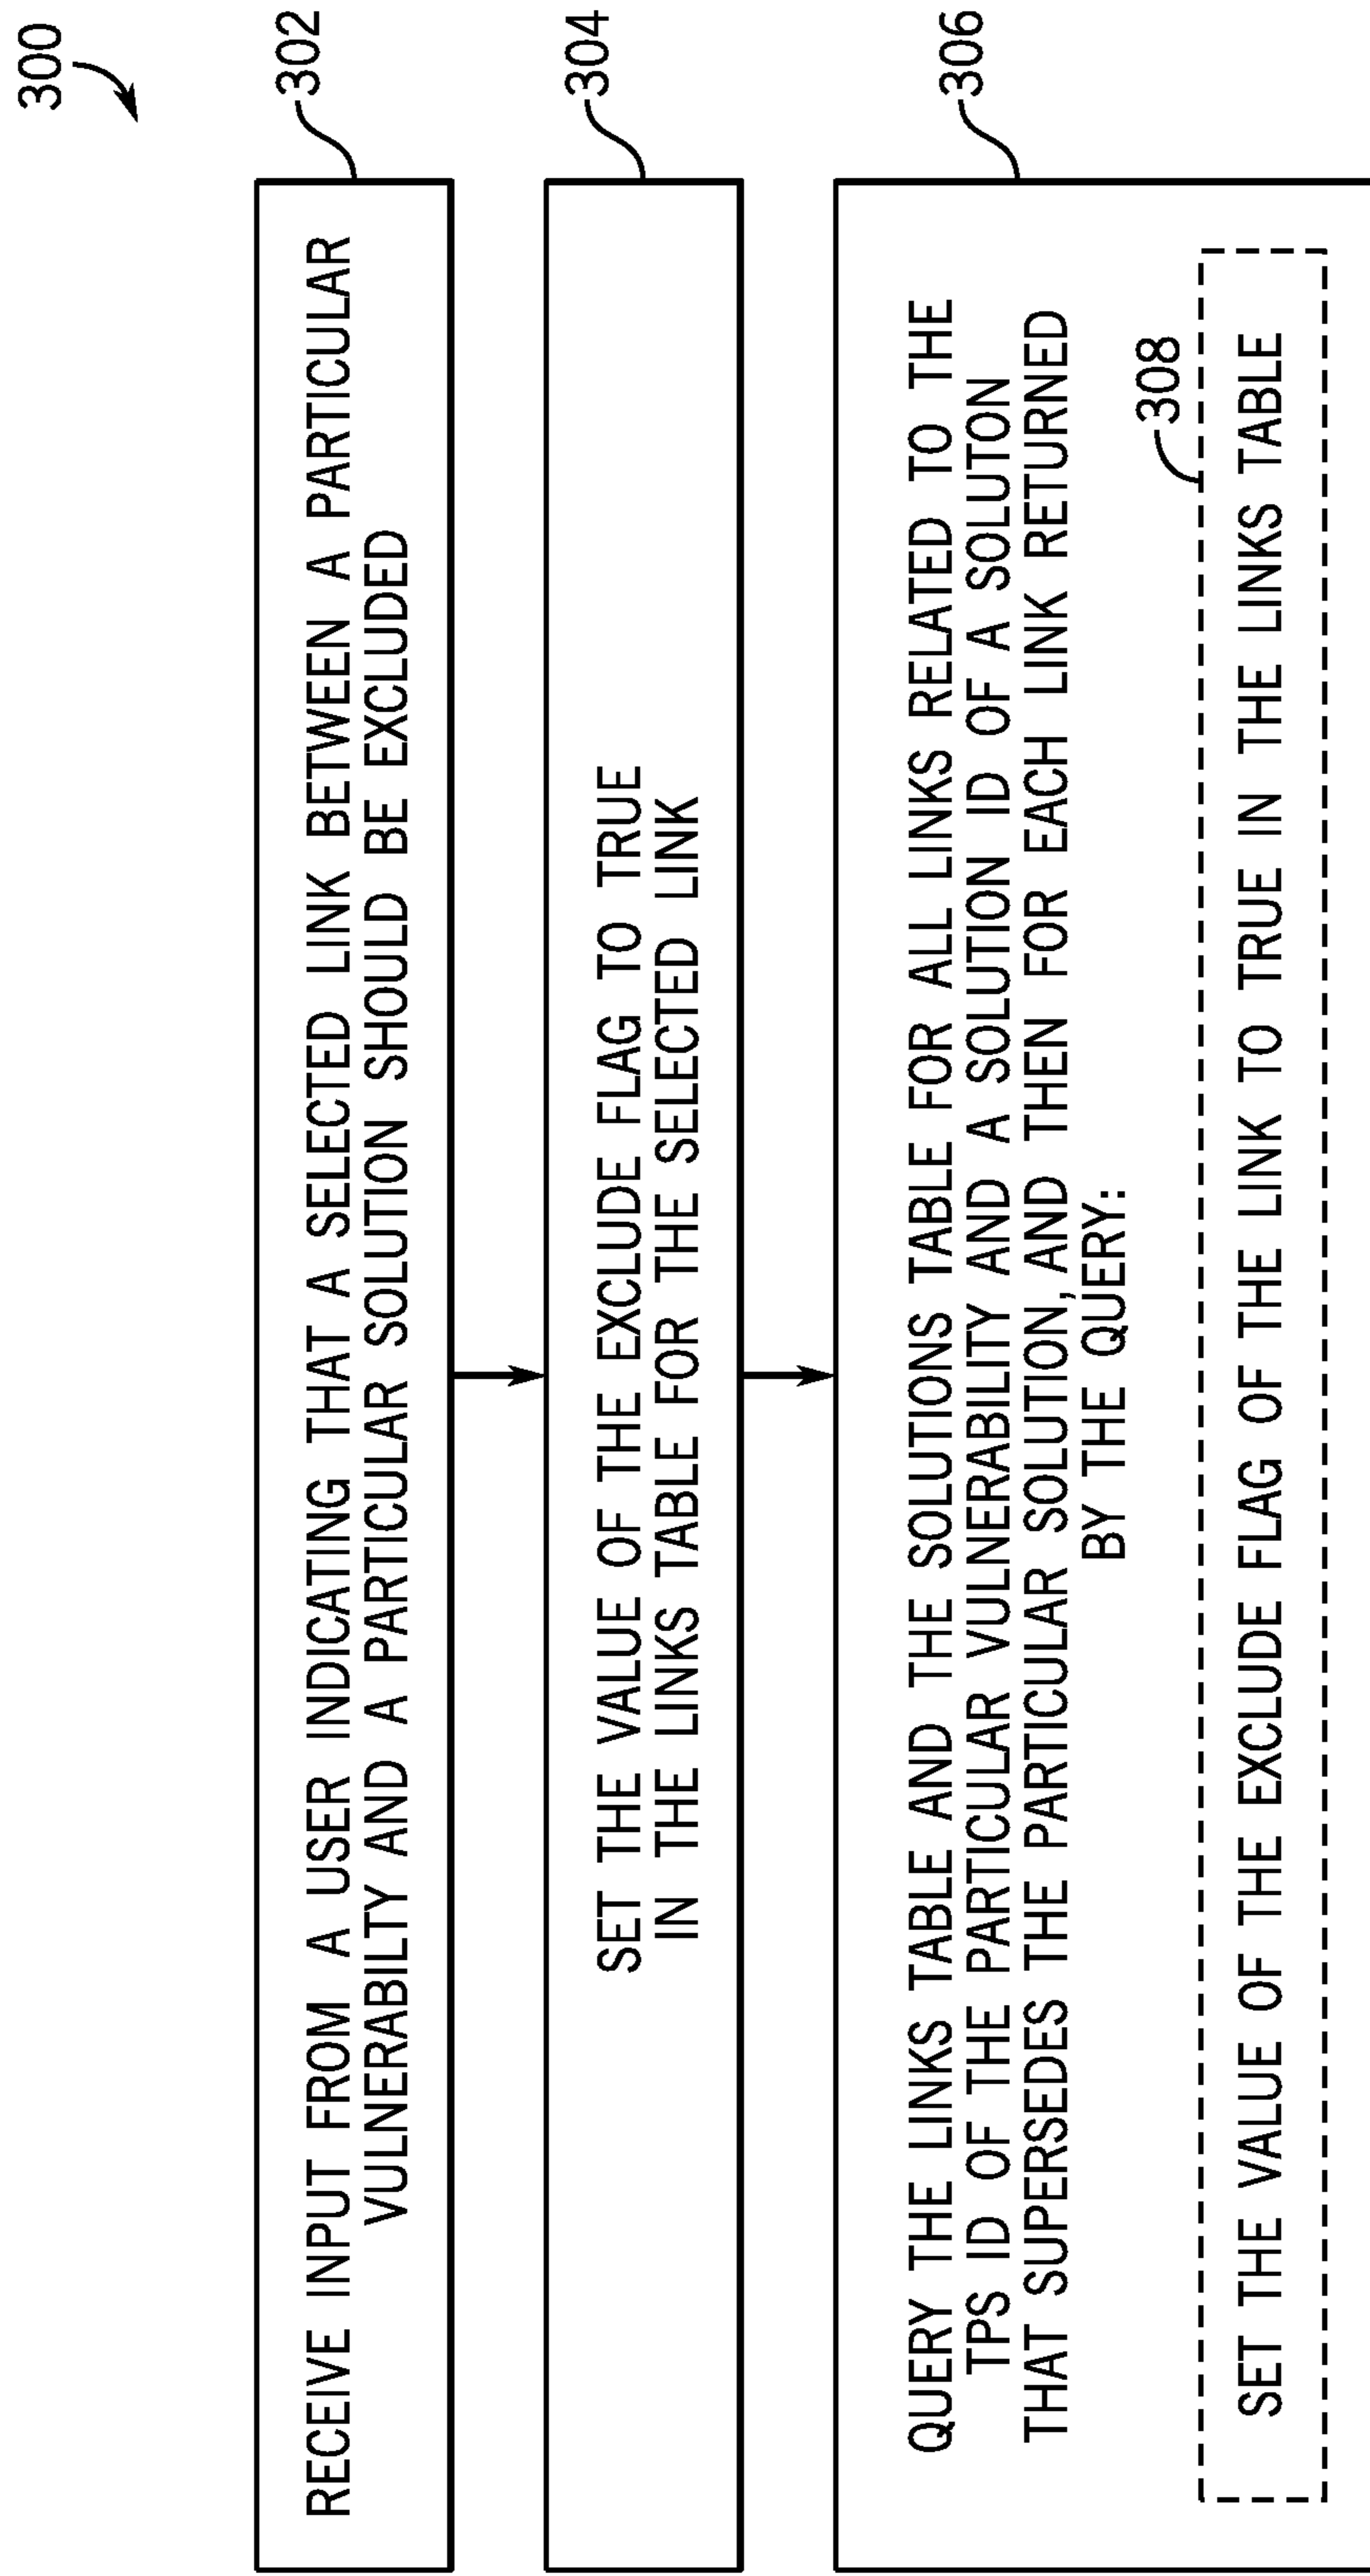 300
302
RECEIVE INPUT FROM A USER INDICATING THAT A SELECTED LINK BETWEEN A PARTICULAR
VULNERABILTY AND A PARTICULAR SOLUTION SHOULD BE EXCLUDED
304
SET THE VALUE OF THE EXCLUDE FLAG TO TRUE
IN THE LINKS TABLE FOR THE SELECTED LINK
306
QUERY THE LINKS TABLE AND THE SOLUTIONS TABLE FOR ALL LINKS RELATED TO THE
TPS ID OF THE PARTICULAR VULNERABILITY AND A SOLUTION ID OF A SOLUTION
THAT SUPERSEDES THE PARTICULAR SOLUTION, AND THEN FOR EACH LINK RETURNED
BY THE QUERY:
308
SET THE VALUE OF THE EXCLUDE FLAG OF THE LINK TO TRUE IN THE LINKS TABLE